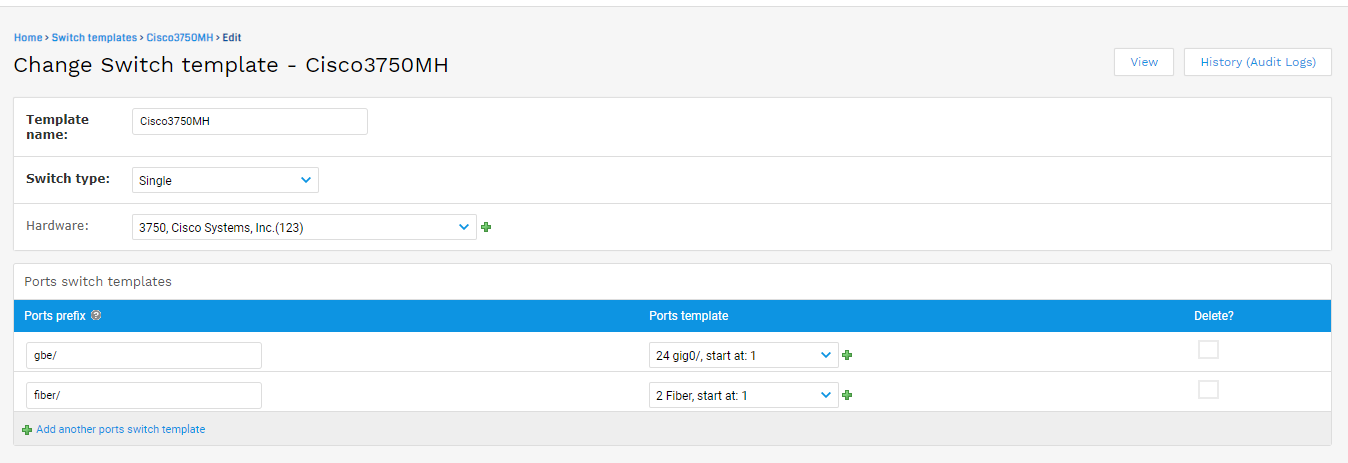 Home › Switch templates › Cisco3750MH › Edit
Change Switch template - Cisco3750MH
View
History (Audit Logs)
Template name:
Cisco3750MH
Switch type:
Single
Hardware:
3750, Cisco Systems, Inc.(123)
Ports switch templates
Ports prefix ?
Ports template
Delete?
gbe/
24 gig0/, start at: 1
fiber/
2 Fiber, start at: 1
Add another ports switch template